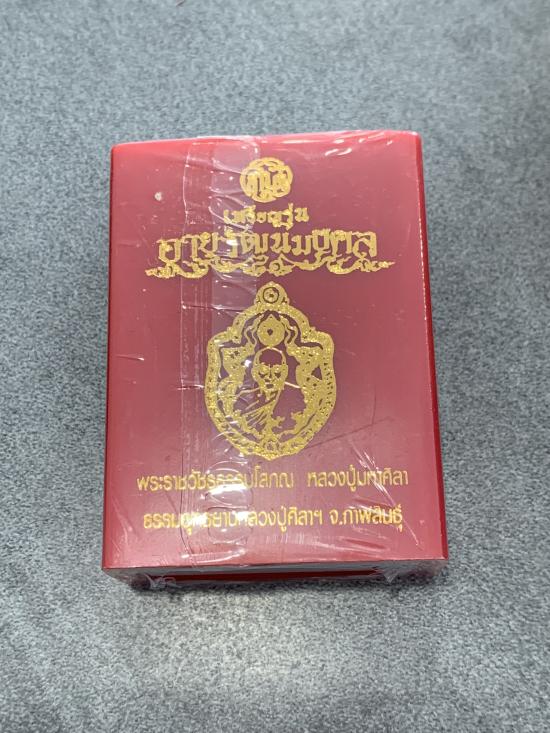 เหรียญรุ่น
อายุวัฒน์มงคล
พระราชวัชรธรรมโสภณ หลวงปู่มหาศิลา
ธรรมอุทยานหลวงปู่ศิลาฯ จ.กาฬสินธุ์